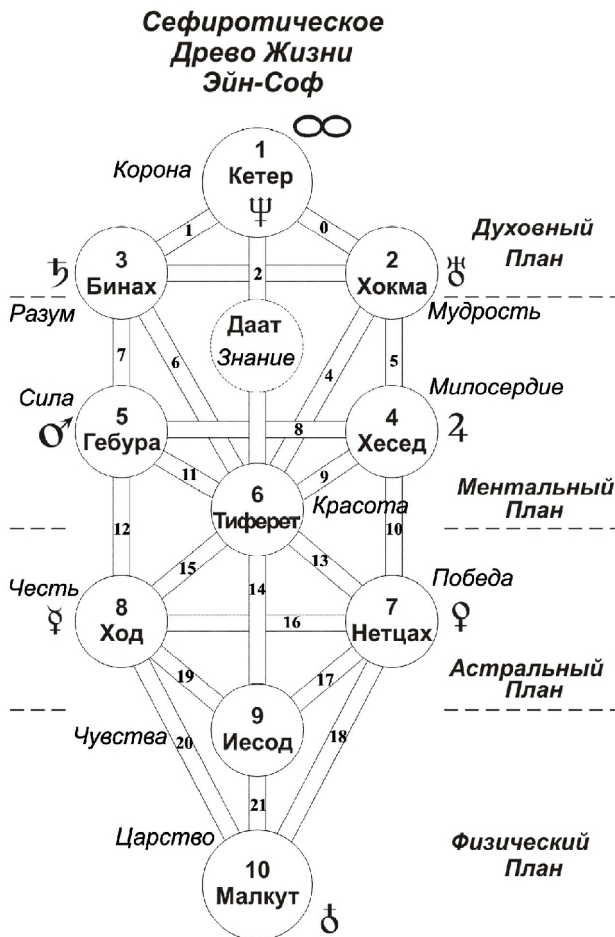 Сефиротическое
Древо Жизни
Эйн-Соф
1
Корона
Кетер
1
0
Духовный
План
3
Бинах
2
2
Хокма
Разум
Даат
Знание
Мудрость
7
6
4
5
Сила
Милосердие
5
Гебура
8
4
Хесед
11
9
6
Тиферет
Красота
Ментальный
План
12
10
15
13
14
Честь
Победа
8
Ход
16
7
Нетцах
Астральный
План
19
17
9
Иесод
Чувства
20
18
21
Царство
10
Малкут
Физический
План